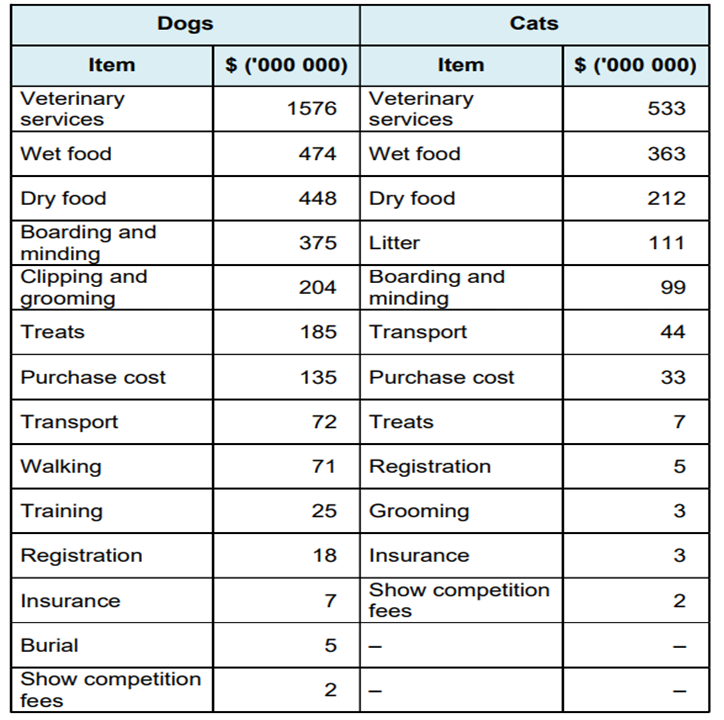 Dogs Cats
Item $ ('000 000) Item $ ('000 000)
Veterinary
services 1576 Veterinary
services 533
Wet food 474 Wet food 363
Dry food 448 Dry food 212
Boarding and
minding 375 Litter 111
Clipping and
grooming 204 Boarding and
minding 99
Treats 185 Transport 44
Purchase cost 135 Purchase cost 33
Transport 72 Treats 7
Walking 71 Registration 5
Training 25 Grooming 3
Registration 18 Insurance 3
Insurance 7 Show competition
fees 2
Burial 5 – –
Show competition
fees 2 – –